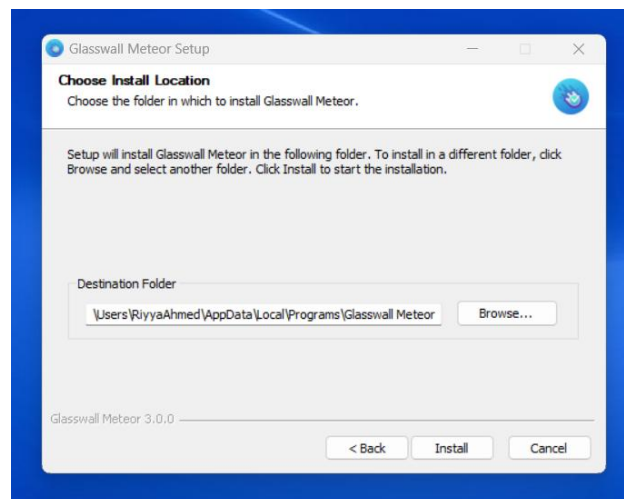 Glasswall Meteor Setup
Choose Install Location
Choose the folder in which to install Glasswall Meteor.
Setup will install Glasswall Meteor in the following folder. To install in a different folder, click
Browse and select another folder. Click Install to start the installation.
Destination Folder
\Users\RiyyaAhmed\AppData\Local\Programs\Glasswall Meteor
Browse...
Glasswall Meteor 3.0.0
< Back
Install
Cancel